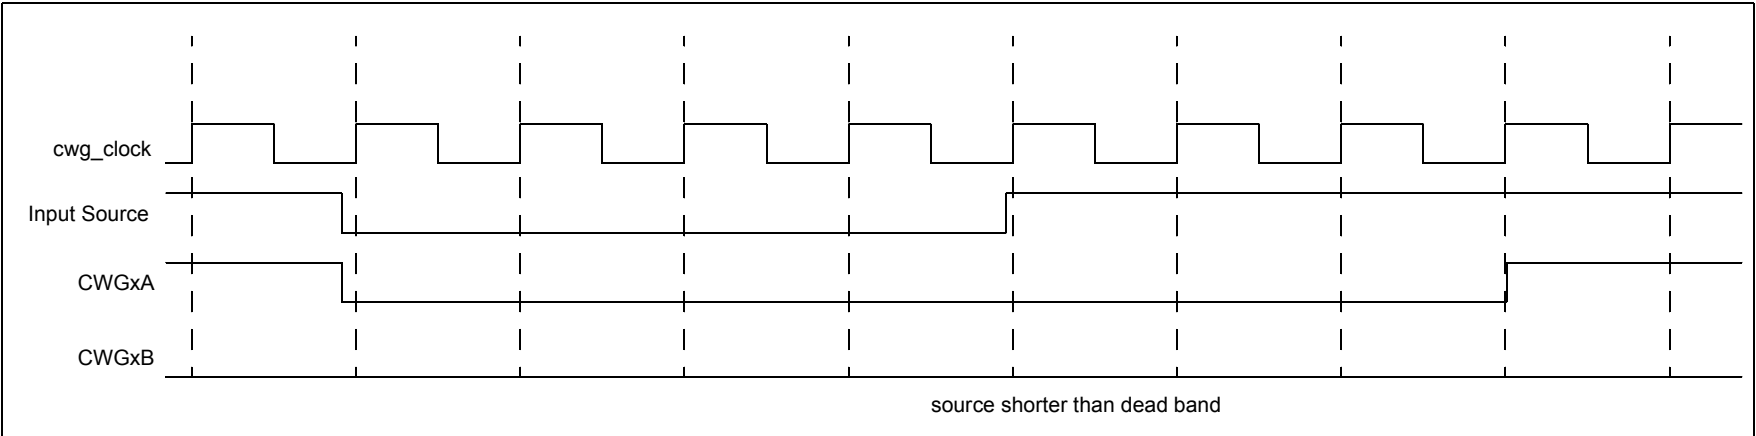 cwg_clock
Input Source
CWGxA
CWGxB
source shorter than dead band